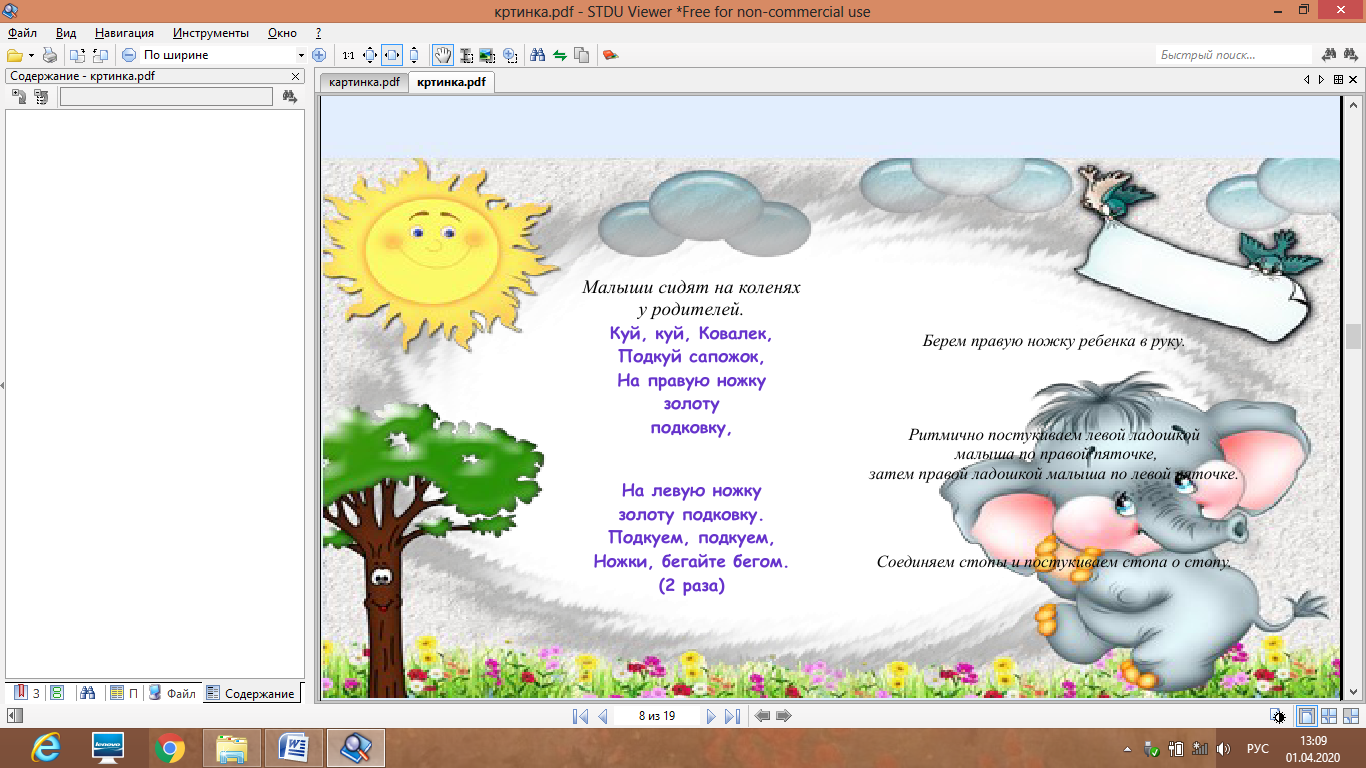 кртинка.pdf - STDU Viewer *Free for non-commercial use
Файл Вид Навигация Инструменты Окно ?
По ширине
1:1
Быстрый поиск...
Содержание - кртинка.pdf
картинка.pdf
кртинка.pdf
Малыши сидят на коленях
у родителей.
Куй, куй, Ковалек,
Подкуй сапожок,
На правую ножку
золоту
подковку,
На левую ножку
золоту подковку.
Подкуем, подкуем,
Ножки, бегайте бегом.
(2 раза)
Берем правую ножку ребенка в руку.
Ритмично постукиваем левой ладошкой
малыша по правой пяточке,
затем правой ладошкой малыша по левой пяточке.
Соединяем стопы и постукиваем стопа о стопу.
З П Файл Содержание
8 из 19
lenovo
РУС
13:09
01.04.2020